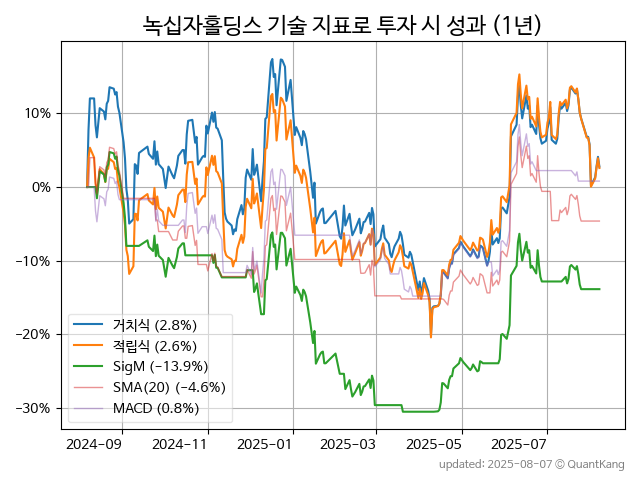 녹십자홀딩스 기술 지표로 투자 시 성과 (1년)
10%
0%
−10%
−20%
−30%
거치식 (2.8%)
적립식 (2.6%)
SigM (−13.9%)
SMA(20) (−4.6%)
MACD (0.8%)
2024-09 2024-11 2025-01 2025-03 2025-05 2025-07
updated: 2025-08-07 © QuantKang